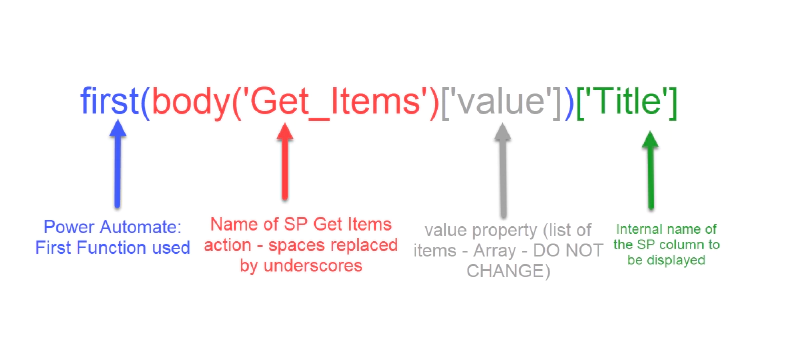 first(body('Get_Items')['value'])['Title']
Power Automate:
First Function used
Name of SP Get Items
action - spaces replaced
by underscores
value property (list of
items - Array - DO NOT
CHANGE)
Internal name of
the SP column to
be displayed